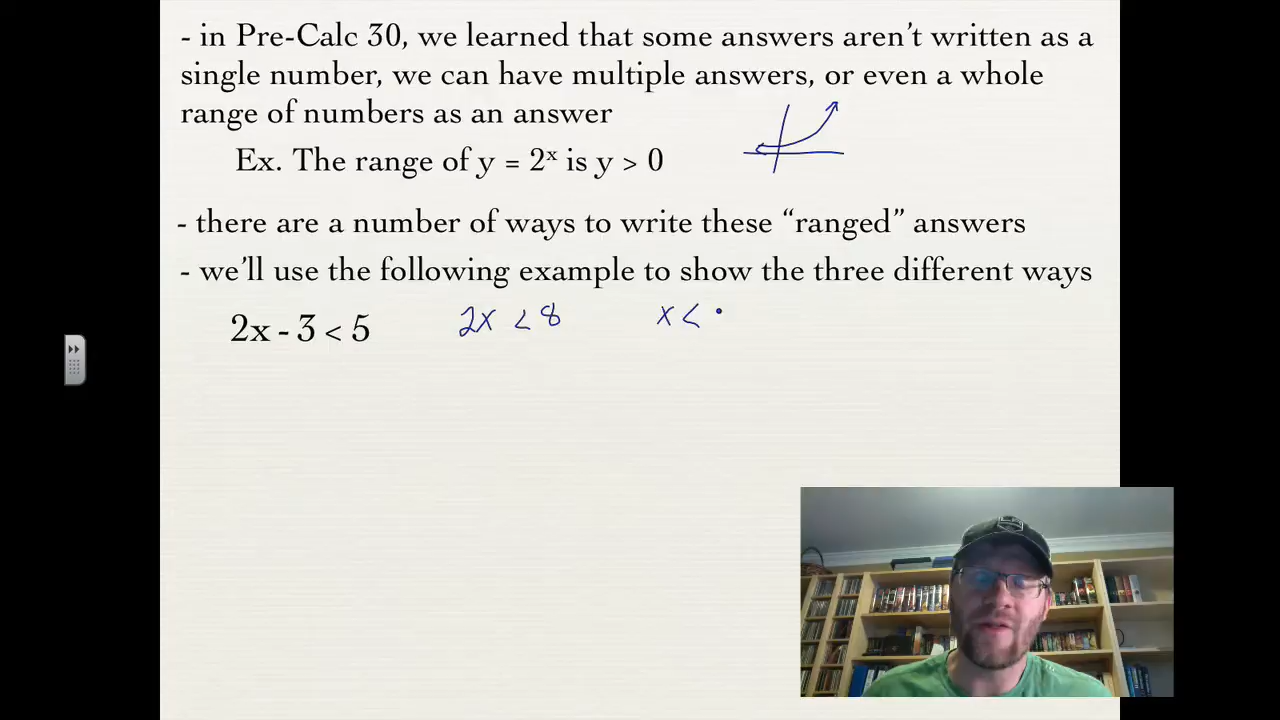 - in Pre-Calc 30, we learned that some answers aren't written as a
single number, we can have multiple answers, or even a whole
range of numbers as an answer
Ex. The range of y = 2ˣ is y > 0
- there are a number of ways to write these “ranged” answers
- we'll use the following example to show the three different ways
2x - 3 < 5 2x < 8 x <